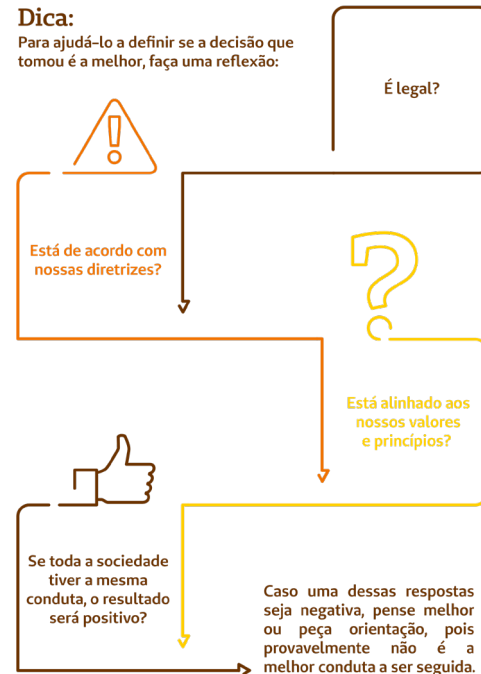 Dica:
Para ajudá-lo a definir se a decisão que
tomou é a melhor, faça uma reflexão:
É legal?
Está de acordo com
nossas diretrizes?
Está alinhado aos
nossos valores
e princípios?
Se toda a sociedade
tiver a mesma
conduta, o resultado
será positivo?
Caso uma dessas respostas
seja negativa, pense melhor
ou peça orientação, pois
provavelmente não é a
melhor conduta a ser seguida.